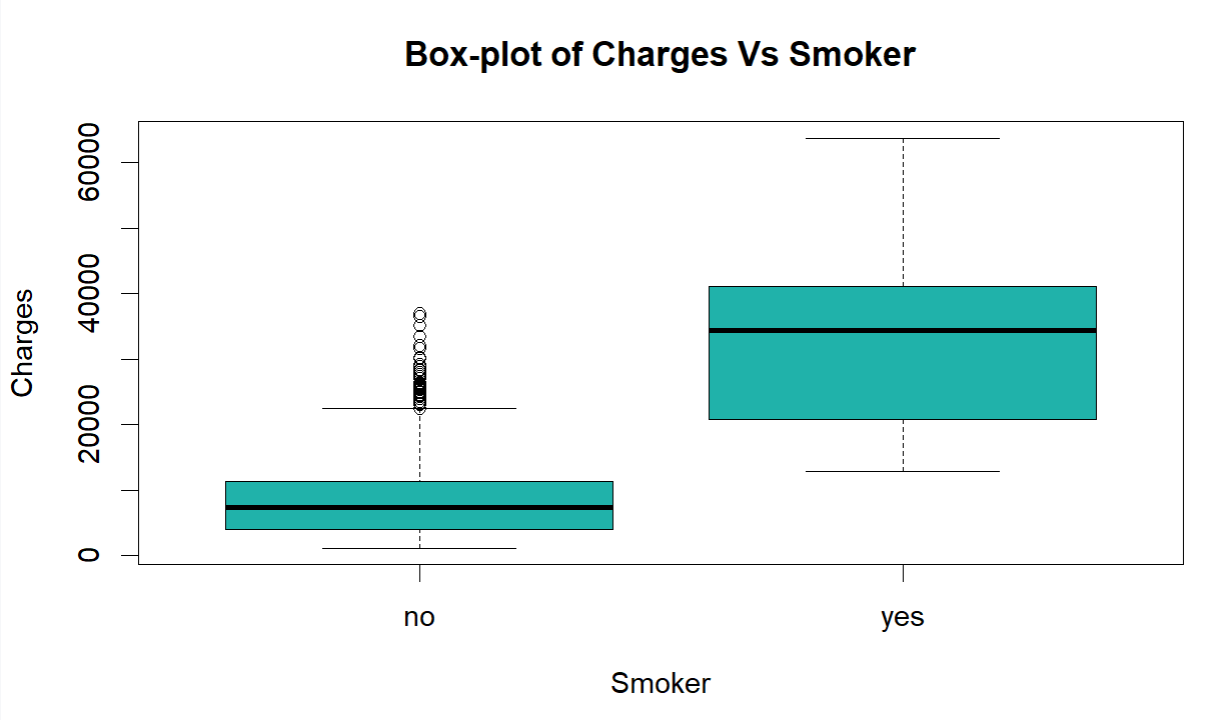 Box-plot of Charges Vs Smoker
60000
40000
20000
0
Charges
no yes
Smoker